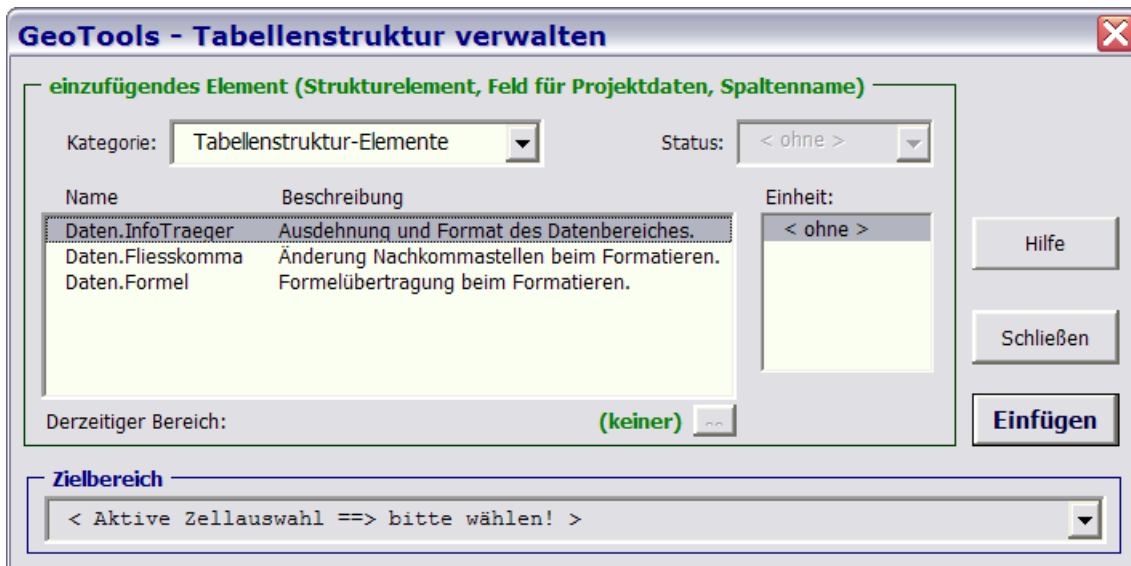 GeoTools - Tabellenstruktur verwalten
einzufügendes Element (Strukturelement, Feld für Projektdaten, Spaltenname)
Kategorie: Tabellenstruktur-Elemente Status: < ohne >
Name Beschreibung Einheit:
Daten.InfoTraeger Ausdehnung und Format des Datenbereiches. < ohne >
Daten.Fliesskomma Änderung Nachkommastellen beim Formatieren.
Daten.Formel Formelübertragung beim Formatieren.
Hilfe
Schließen
Derzeitiger Bereich: (keiner) ...
Einfügen
Zielbereich
< Aktive Zellauswahl ==> bitte wählen! >